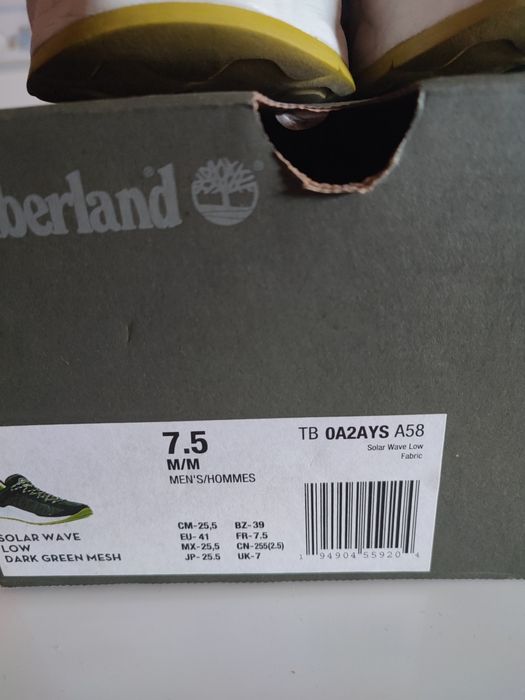 berland
7.5
M/M
MEN'S/HOMMES
TB 0A2AYS A58
Solar Wave Low
Fabric
CM-25,5 BZ-39
EU- 41 FR-7.5
MX-25,5 CN-255(2.5)
JP-25.5 UK-7
SOLAR WAVE
LOW
DARK GREEN MESH
1 94904 55920 4